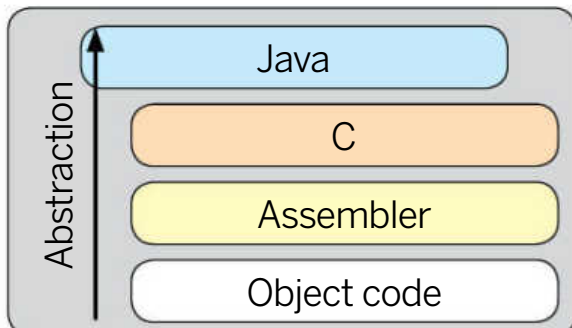 Java
C
Assembler
Object code
Abstraction